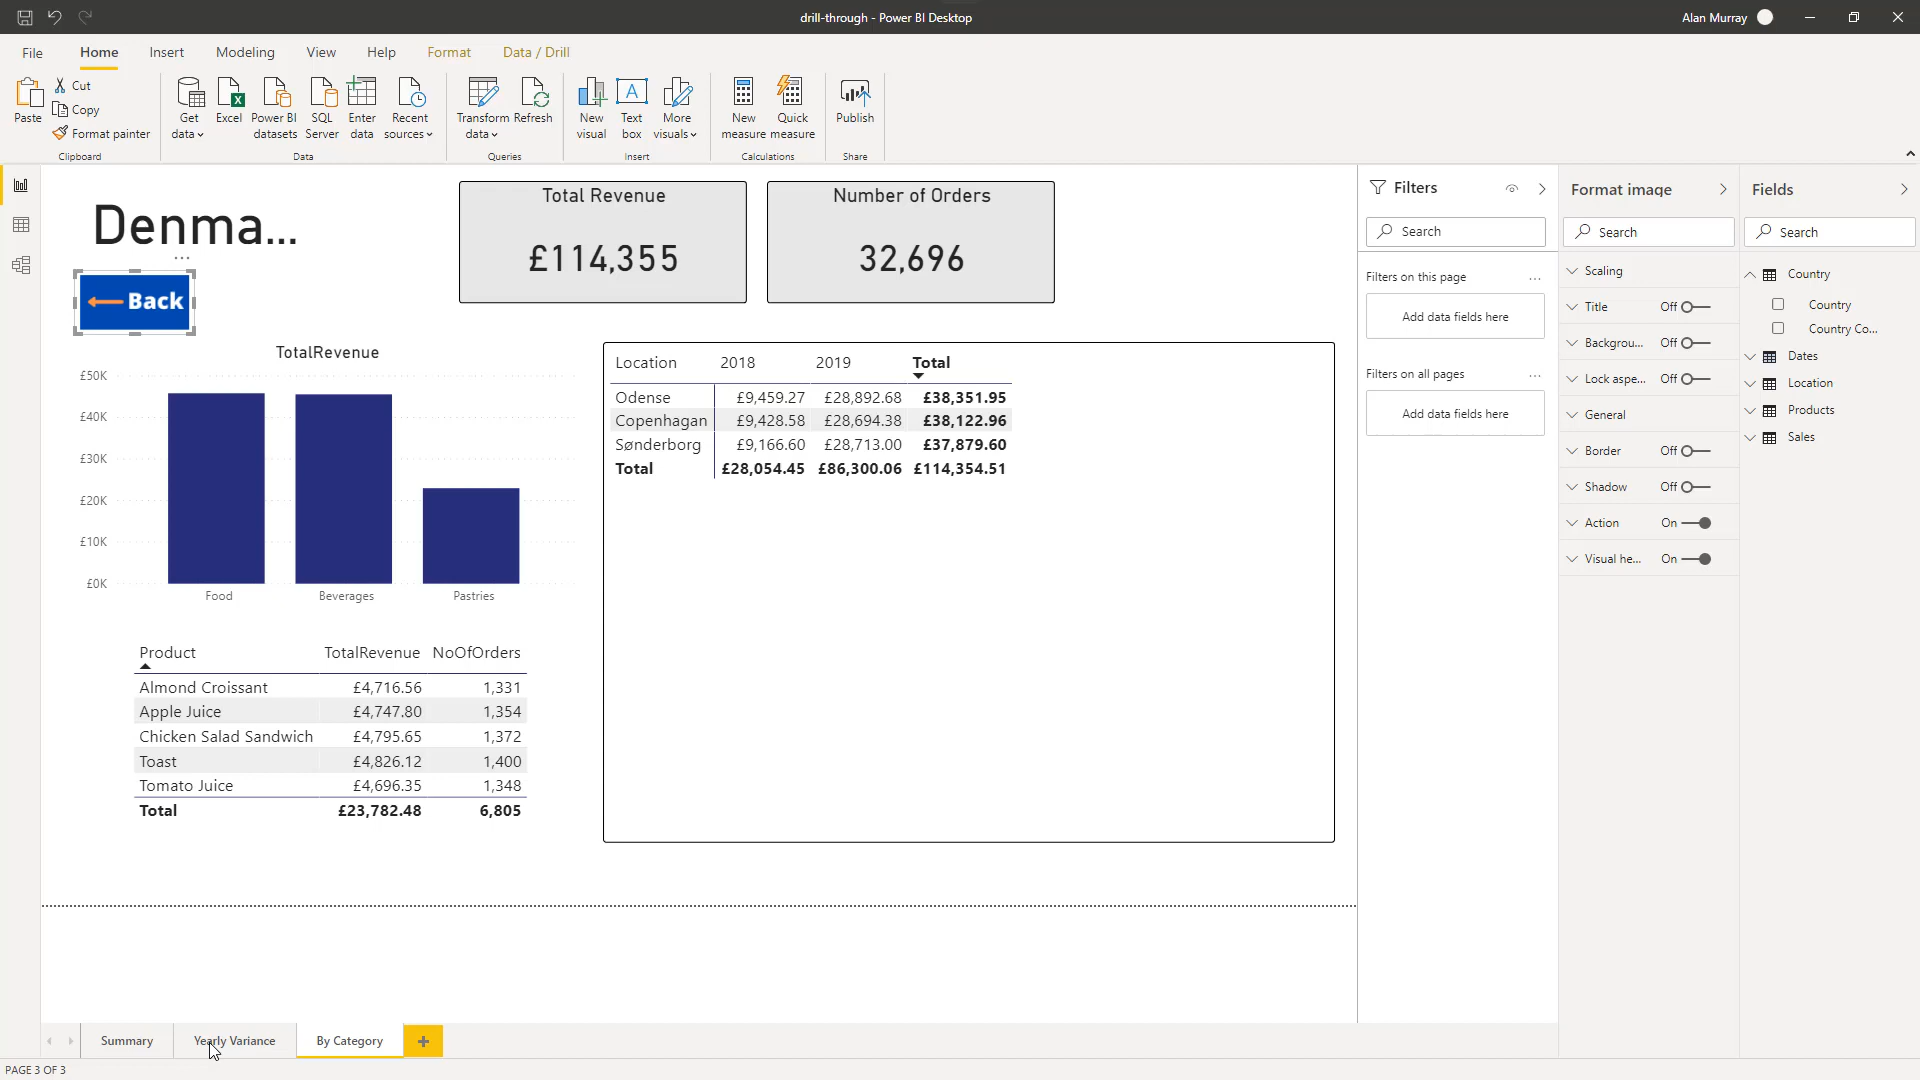 drill-through - Power BI Desktop
Alan Murray
File Home Insert Modeling View Help Format Data / Drill
Paste
Cut
Copy
Format painter
Clipboard
Get data
Excel
Power BI datasets
SQL Server
Enter data
Recent sources
Data
Transform data
Refresh
Queries
New visual
Text box
More visuals
Insert
New measure
Quick measure
Calculations
Publish
Share
Denma...
Back
Total Revenue
£114,355
Number of Orders
32,696
TotalRevenue
£50K
£40K
£30K
£20K
£10K
£0K
Food Beverages Pastries
Location 2018 2019 Total
Odense £9,459.27 £28,892.68 £38,351.95
Copenhagan £9,428.58 £28,694.38 £38,122.96
Sønderborg £9,166.60 £28,713.00 £37,879.60
Total £28,054.45 £86,300.06 £114,354.51
Product TotalRevenue NoOfOrders
Almond Croissant £4,716.56 1,331
Apple Juice £4,747.80 1,354
Chicken Salad Sandwich £4,795.65 1,372
Toast £4,826.12 1,400
Tomato Juice £4,696.35 1,348
Total £23,782.48 6,805
Filters
Search
Filters on this page ...
Add data fields here
Filters on all pages ...
Add data fields here
Format image
Search
Scaling
Title Off
Backgrou... Off
Lock aspe... Off
General
Border Off
Shadow Off
Action On
Visual he... On
Fields
Search
Country
Country
Country Co...
Dates
Location
Products
Sales
Summary Yearly Variance By Category +
PAGE 3 OF 3